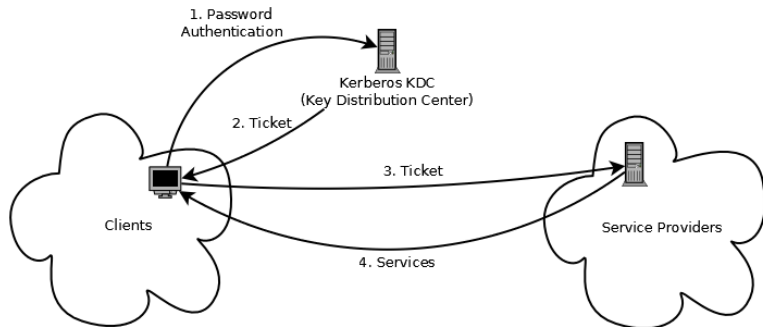 1. Password
Authentication
Kerberos KDC
(Key Distribution Center)
2. Ticket
3. Ticket
Clients
Service Providers
4. Services